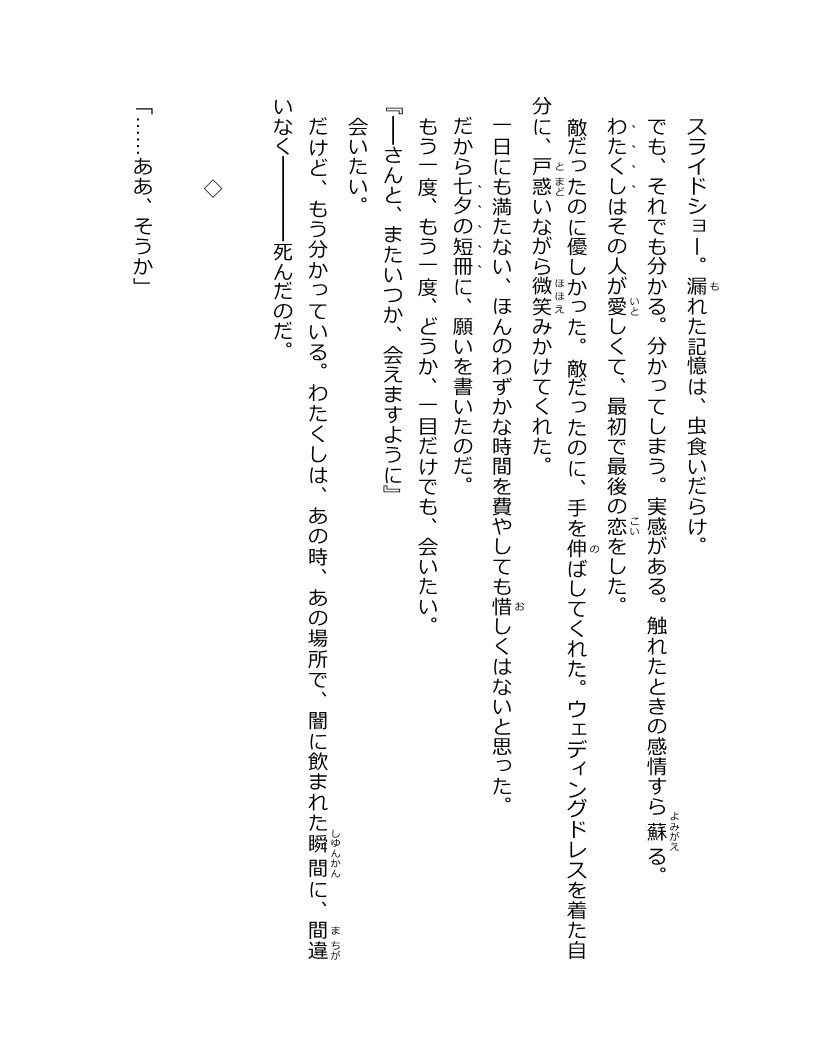 スライドショー。漏れた記憶は、虫食いだらけ。
でも、それでも分かる。分かってしまう。実感がある。触れたときの感情すら蘇る。
わたくしはその人が愛しくて、最初で最後の恋をした。
敵だったのに優しかった。敵だったのに、手を伸ばしてくれた。ウェディングドレスを着た自
分に、戸惑いながら微笑みかけてくれた。
一日にも満たない、ほんのわずかな時間を費やしても惜しくはないと思った。
だから七夕の短冊に、願いを書いたのだ。
もう一度、もう一度、どうか、一目だけでも、会いたい。
『――さんと、またいつか、会えますように』
会いたい。
だけど、もう分かっている。わたくしは、あの時、あの場所で、闇に飲まれた瞬間に、間違
いなく――――死んだのだ。
◇
「……ああ、そうか」